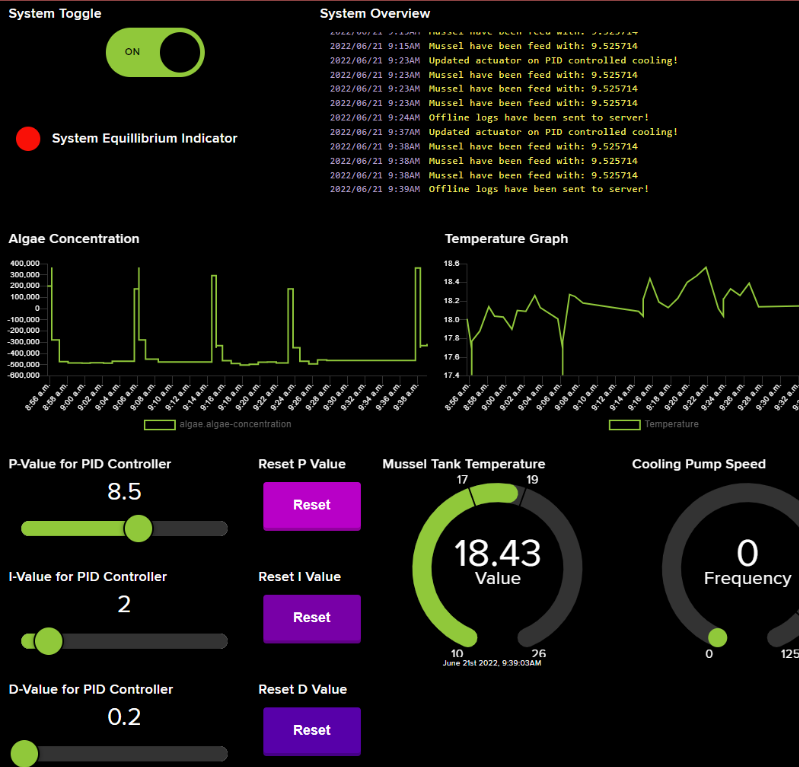 System Toggle
System Overview
ON
2022/06/21 9:15AM Mussel have been feed with: 9.525714
2022/06/21 9:15AM Mussel have been feed with: 9.525714
2022/06/21 9:23AM Updated actuator on PID controlled cooling!
2022/06/21 9:23AM Mussel have been feed with: 9.525714
2022/06/21 9:23AM Mussel have been feed with: 9.525714
2022/06/21 9:23AM Mussel have been feed with: 9.525714
2022/06/21 9:24AM Offline logs have been sent to server!
2022/06/21 9:37AM Updated actuator on PID controlled cooling!
2022/06/21 9:38AM Mussel have been feed with: 9.525714
2022/06/21 9:38AM Mussel have been feed with: 9.525714
2022/06/21 9:38AM Mussel have been feed with: 9.525714
2022/06/21 9:39AM Offline logs have been sent to server!
System Equillibrium Indicator
Algae Concentration
400,000
300,000
200,000
100,000
0
-100,000
-200,000
-300,000
-400,000
-500,000
-600,000
8:56 a.m. 8:58 a.m. 9:00 a.m. 9:02 a.m. 9:04 a.m. 9:06 a.m. 9:08 a.m. 9:10 a.m. 9:12 a.m. 9:14 a.m. 9:16 a.m. 9:18 a.m. 9:20 a.m. 9:22 a.m. 9:24 a.m. 9:26 a.m. 9:28 a.m. 9:30 a.m. 9:32 a.m. 9:34 a.m. 9:36 a.m. 9:38 a.m.
algae.algae-concentration
Temperature Graph
18.6
18.4
18.2
18.0
17.8
17.6
17.4
8:56 a.m. 8:58 a.m. 9:00 a.m. 9:02 a.m. 9:04 a.m. 9:06 a.m. 9:08 a.m. 9:10 a.m. 9:12 a.m. 9:14 a.m. 9:16 a.m. 9:18 a.m. 9:20 a.m. 9:22 a.m. 9:24 a.m. 9:26 a.m. 9:28 a.m. 9:30 a.m. 9:32 a.m.
Temperature
P-Value for PID Controller
8.5
Reset P Value
Reset
I-Value for PID Controller
2
Reset I Value
Reset
D-Value for PID Controller
0.2
Reset D Value
Reset
Mussel Tank Temperature
17 19
18.43
Value
10 26
June 21st 2022, 9:39:03AM
Cooling Pump Speed
0
Frequency
0 125